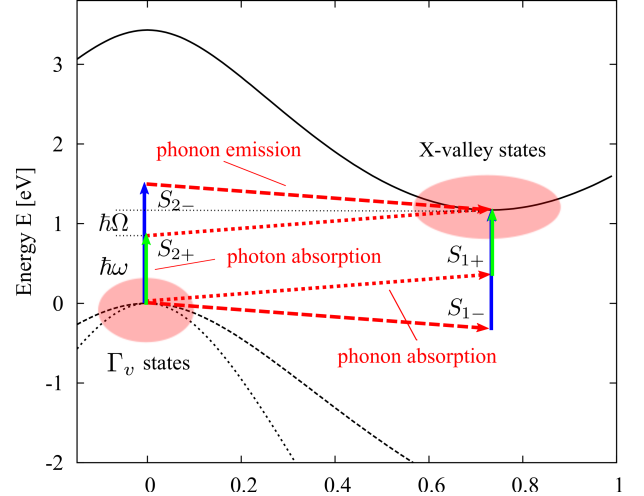 Energy E [eV]
3
2
1
0
-1
-2
phonon emission
X-valley states
S₂₋
ℏΩ
S₂₊
photon absorption
S₁₊
ℏω
S₁₋
phonon absorption
Γᵥ states
0
0.2
0.4
0.6
0.8
1